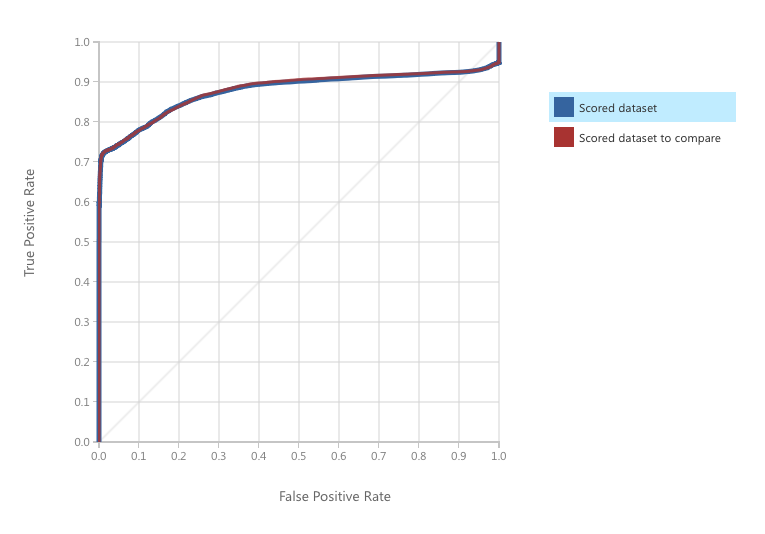 1.0
0.9
0.8
0.7
0.6
0.5
0.4
0.3
0.2
0.1
0.0
0.0 0.1 0.2 0.3 0.4 0.5 0.6 0.7 0.8 0.9 1.0
True Positive Rate
False Positive Rate
Scored dataset
Scored dataset to compare